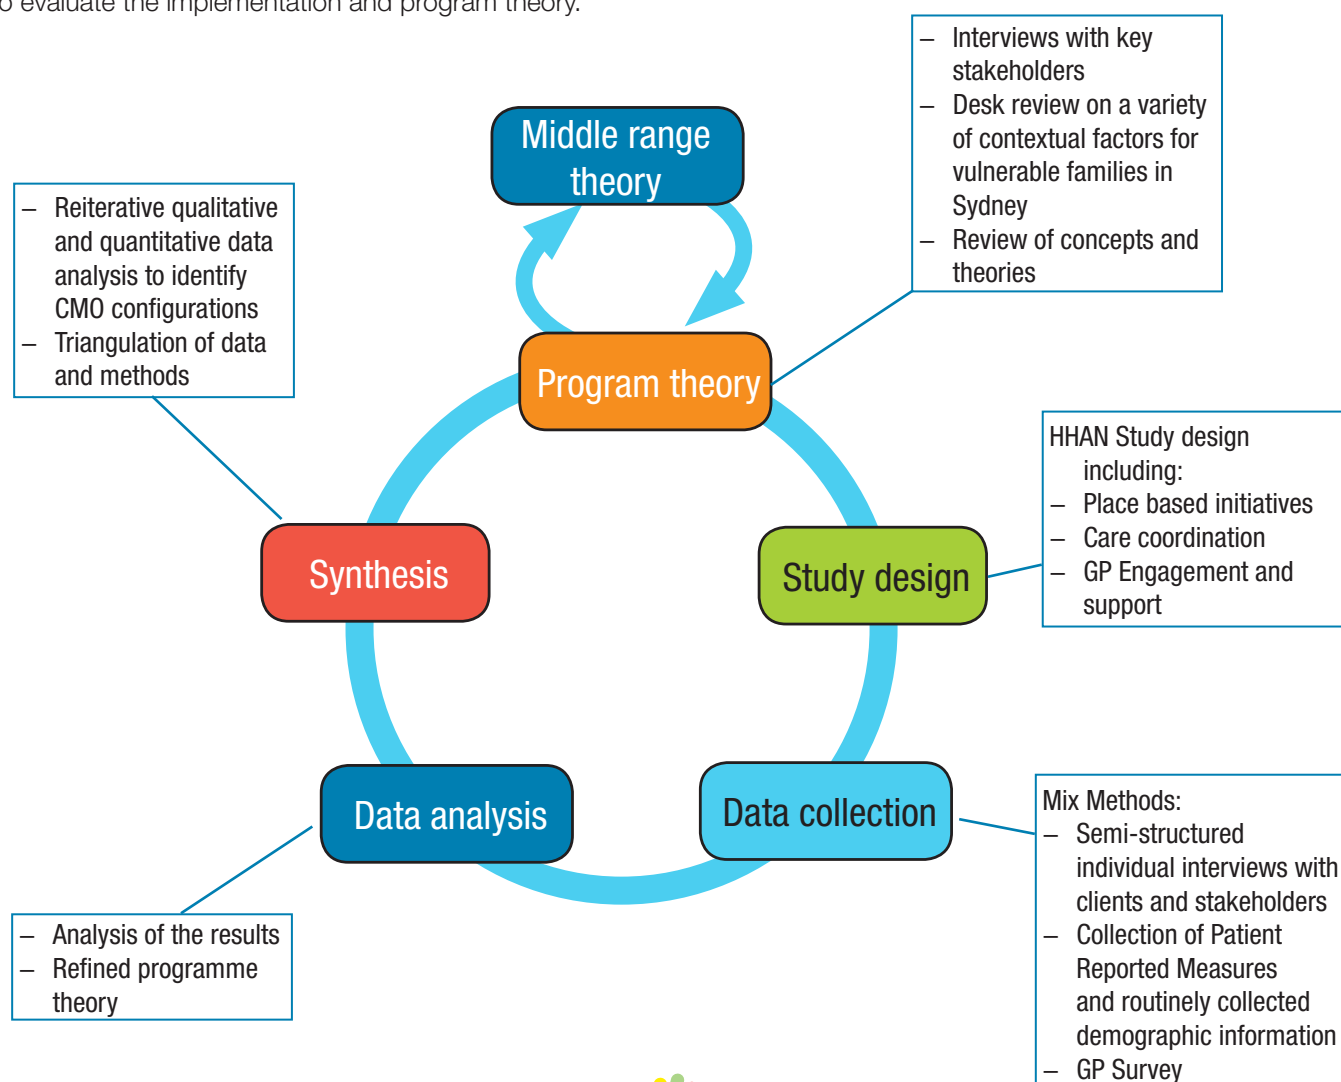 o evaluate the implementation and program theory.
– Interviews with key
stakeholders
– Desk review on a variety
of contextual factors for
vulnerable families in
Sydney
– Review of concepts and
theories
Middle range
theory
– Reiterative qualitative
and quantitative data
analysis to identify
CMO configurations
– Triangulation of data
and methods
Program theory
HHAN Study design
including:
– Place based initiatives
– Care coordination
– GP Engagement and
support
Synthesis
Study design
Data analysis
Data collection
Mix Methods:
– Semi-structured
individual interviews with
clients and stakeholders
– Collection of Patient
Reported Measures
and routinely collected
demographic information
– GP Survey
– Analysis of the results
– Refined programme
theory